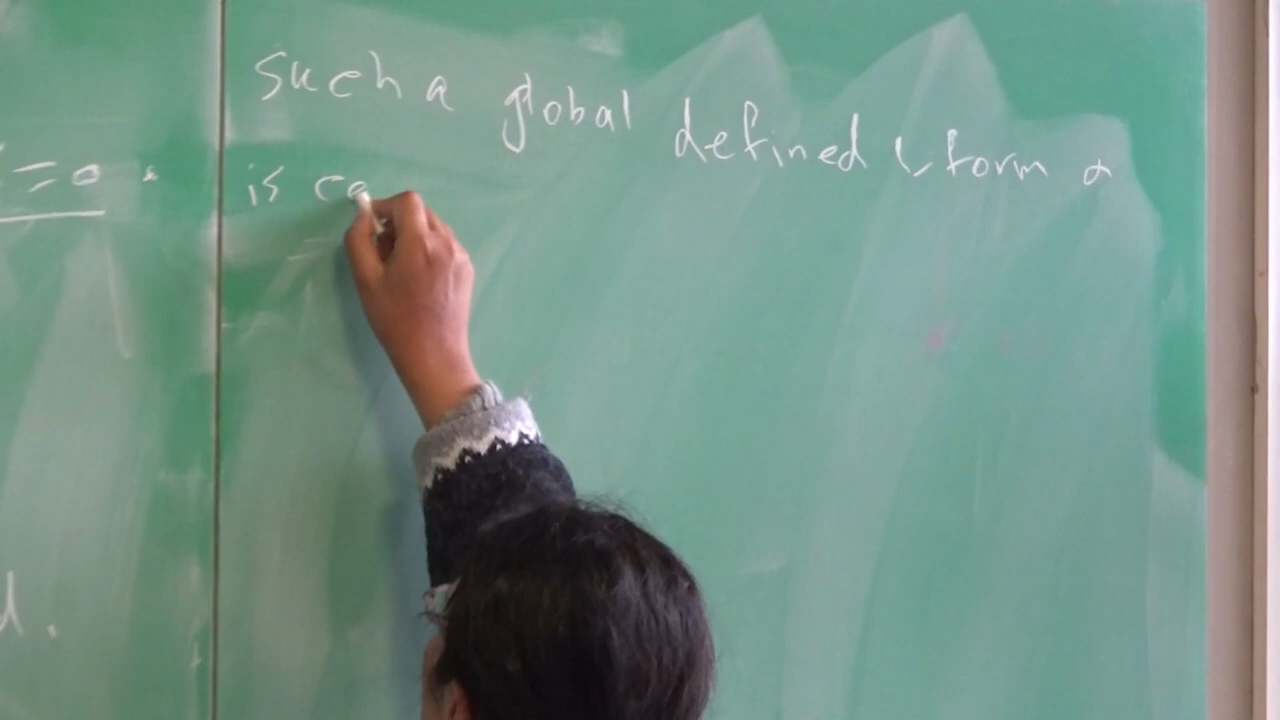 =0.
such a global defined 1-form α
is ca
d.